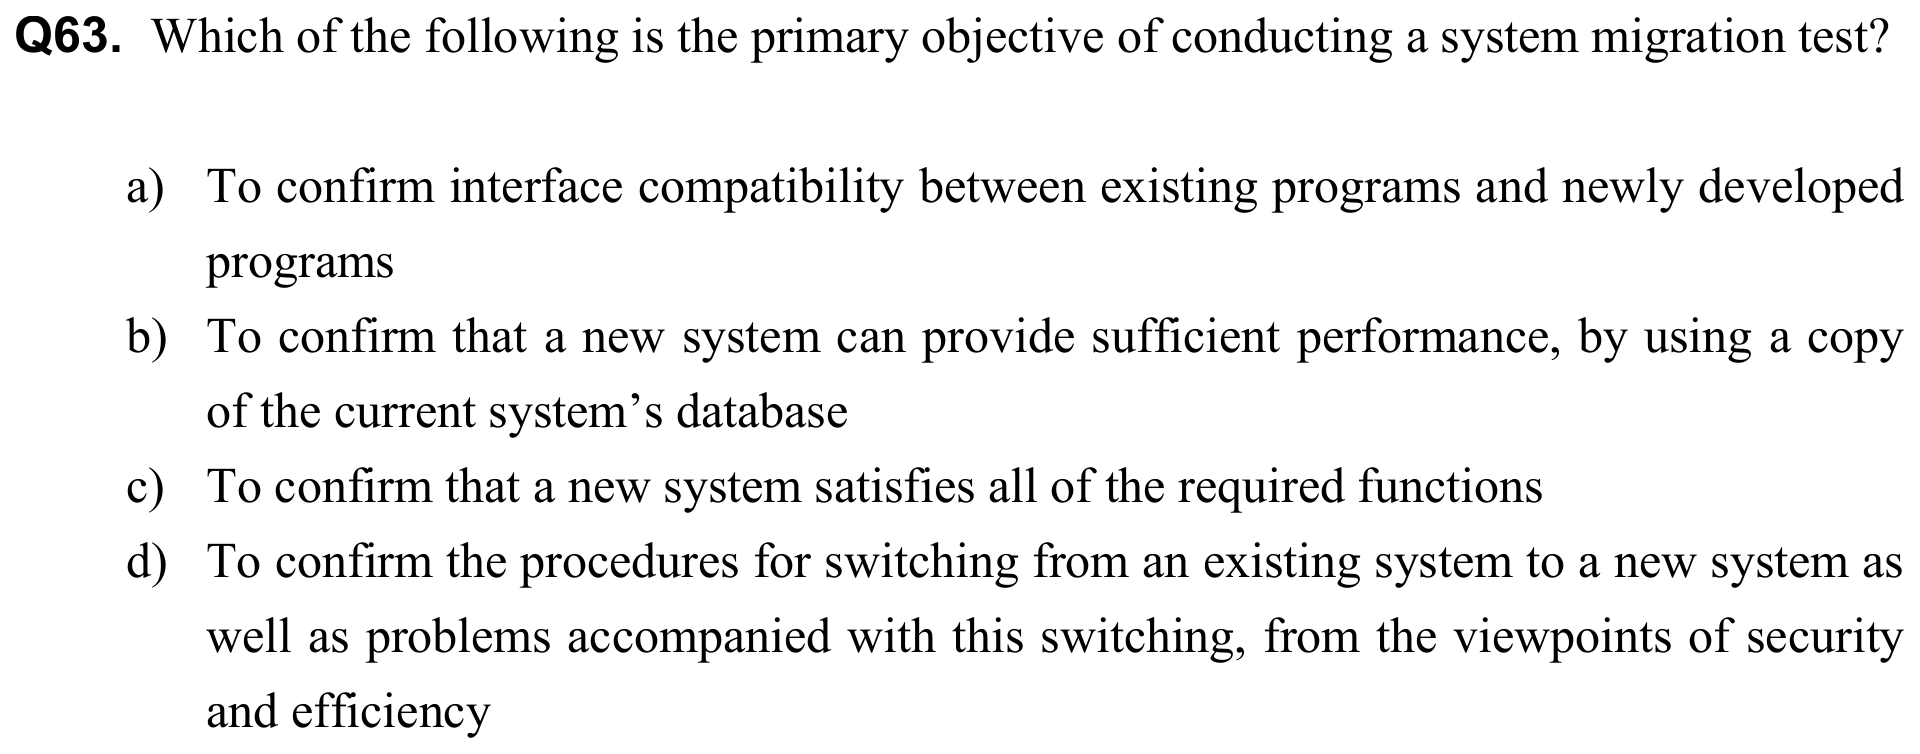 Q63. Which of the following is the primary objective of conducting a system migration test?
a) To confirm interface compatibility between existing programs and newly developed
programs
b) To confirm that a new system can provide sufficient performance, by using a copy
of the current system’s database
c) To confirm that a new system satisfies all of the required functions
d) To confirm the procedures for switching from an existing system to a new system as
well as problems accompanied with this switching, from the viewpoints of security
and efficiency